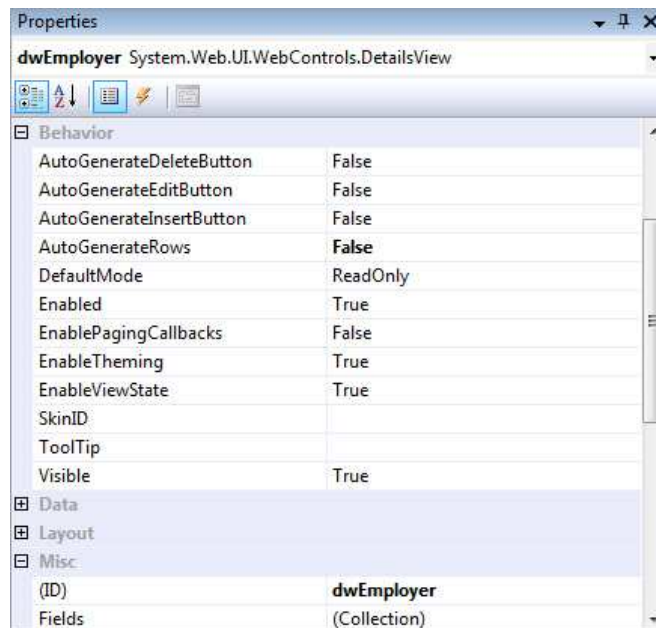 Properties
dwEmployer System.Web.UI.WebControls.DetailsView
Behavior
AutoGenerateDeleteButton False
AutoGenerateEditButton False
AutoGenerateInsertButton False
AutoGenerateRows False
DefaultMode ReadOnly
Enabled True
EnablePagingCallbacks False
EnableTheming True
EnableViewState True
SkinID
ToolTip
Visible True
Data
Layout
Misc
(ID) dwEmployer
Fields (Collection)